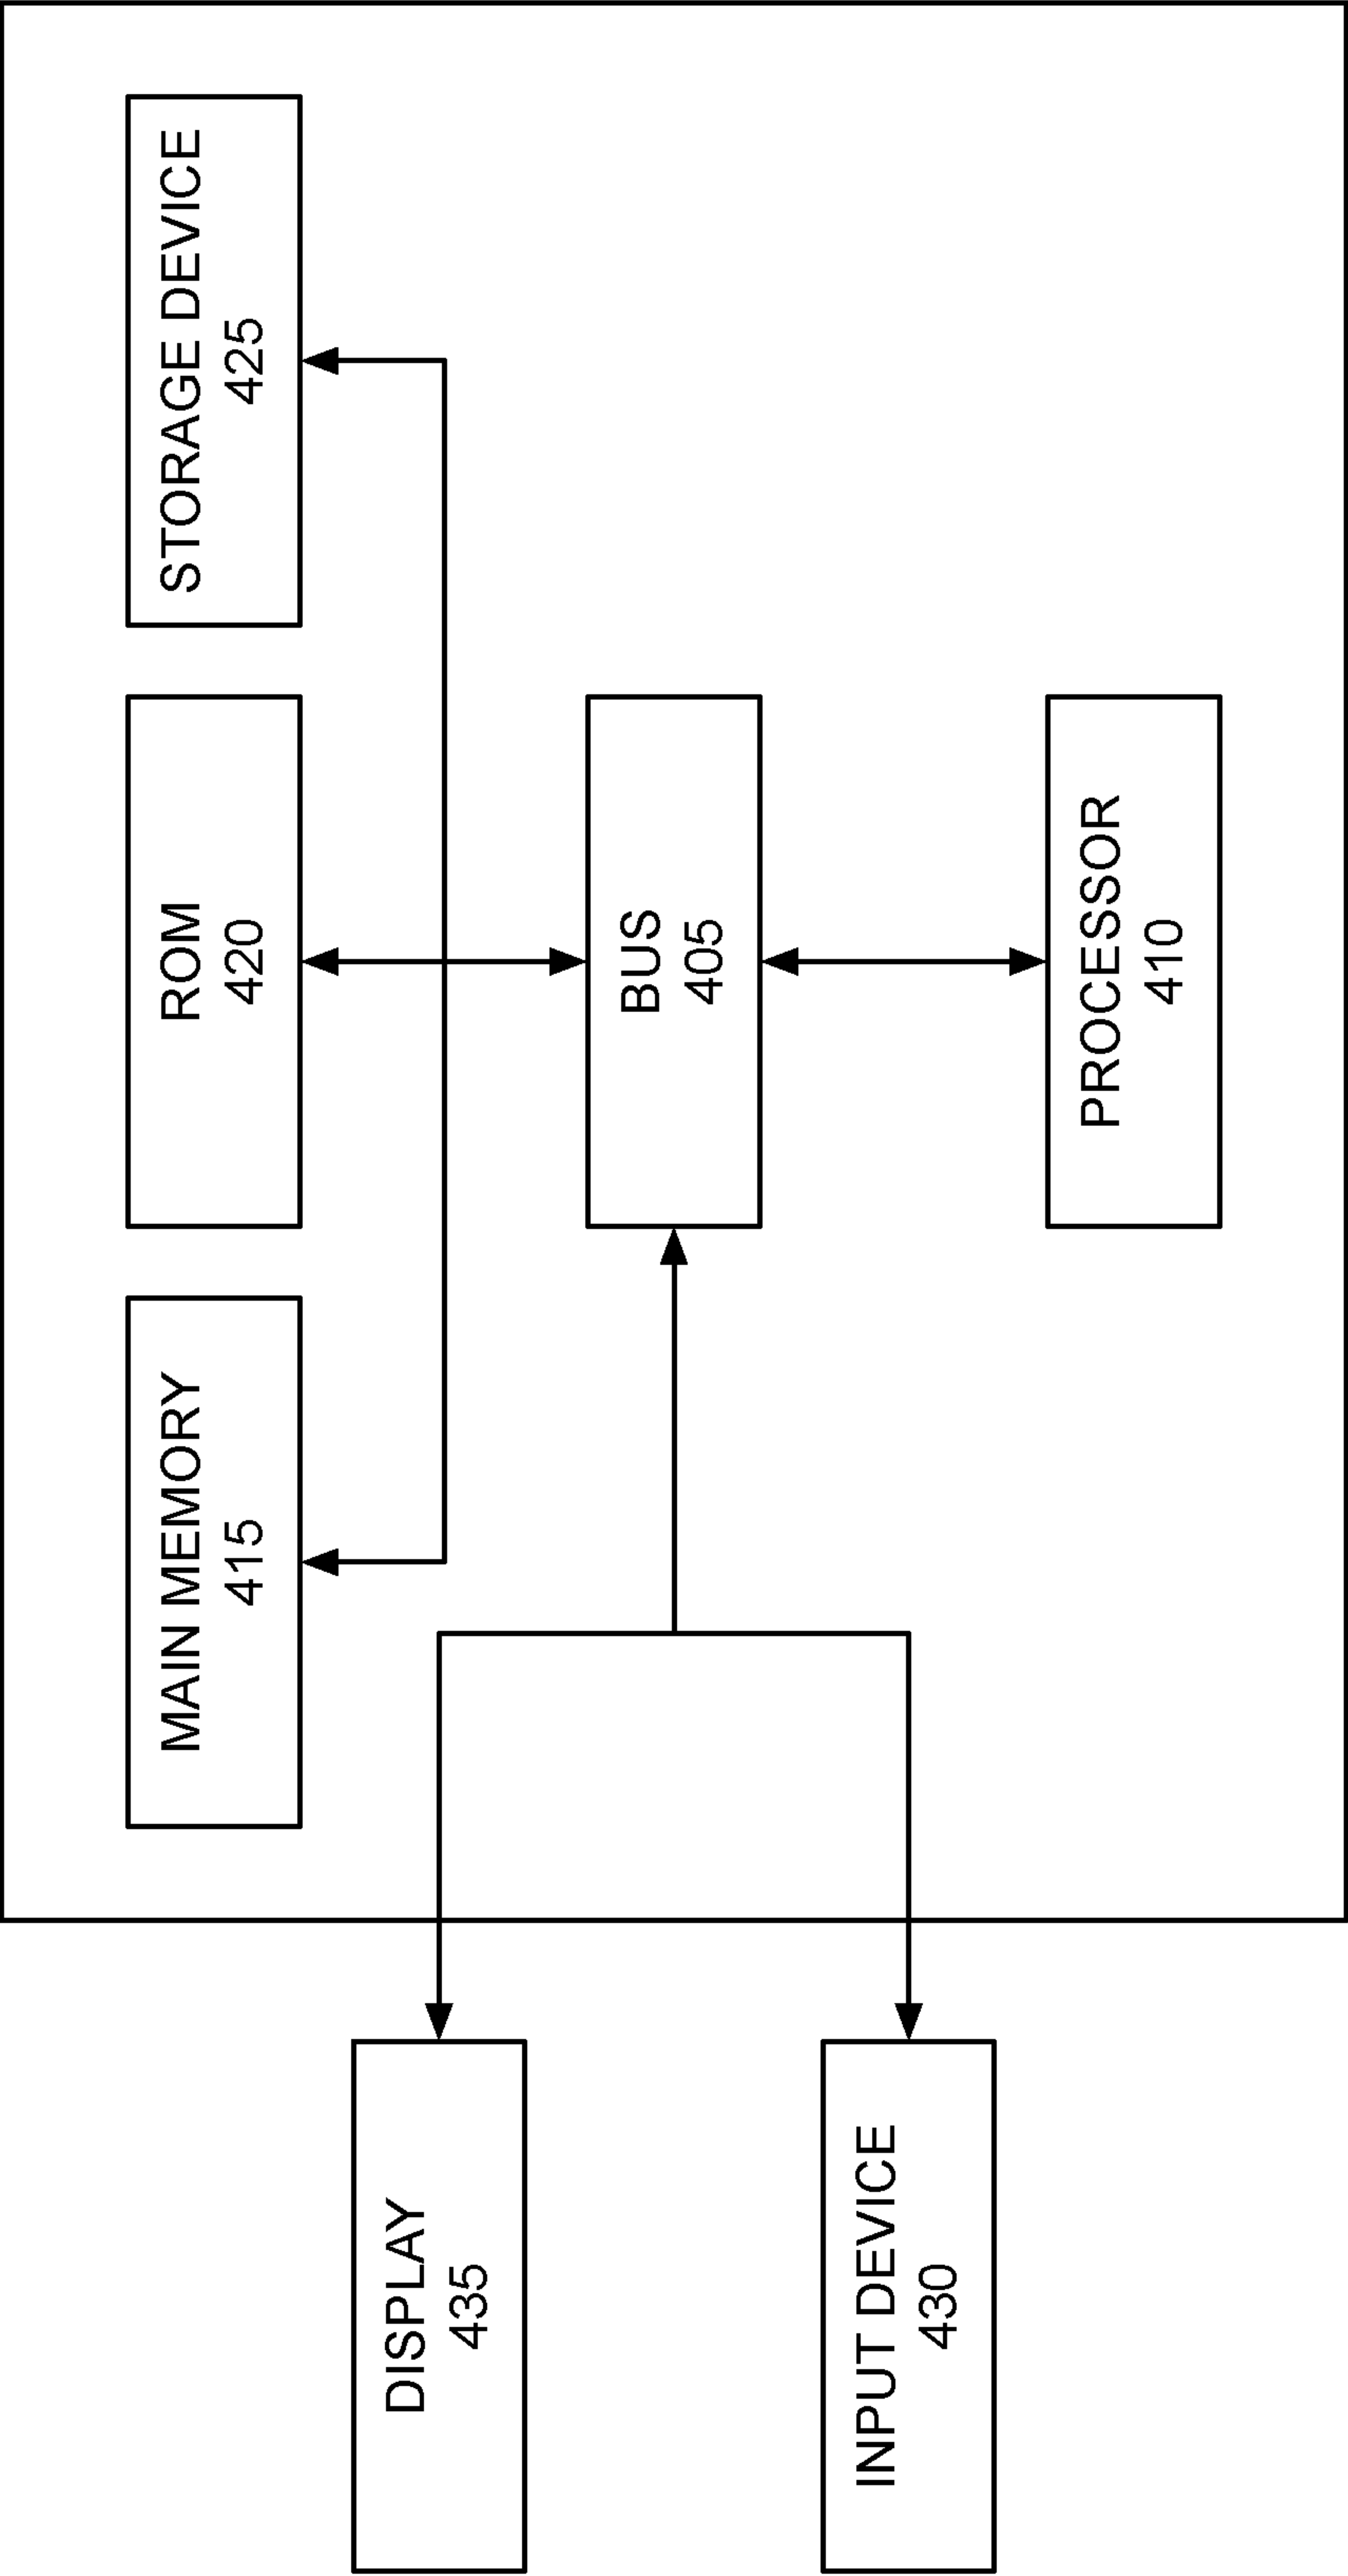 MAIN MEMORY
415
ROM
420
STORAGE DEVICE
425
DISPLAY
435
BUS
405
INPUT DEVICE
430
PROCESSOR
410